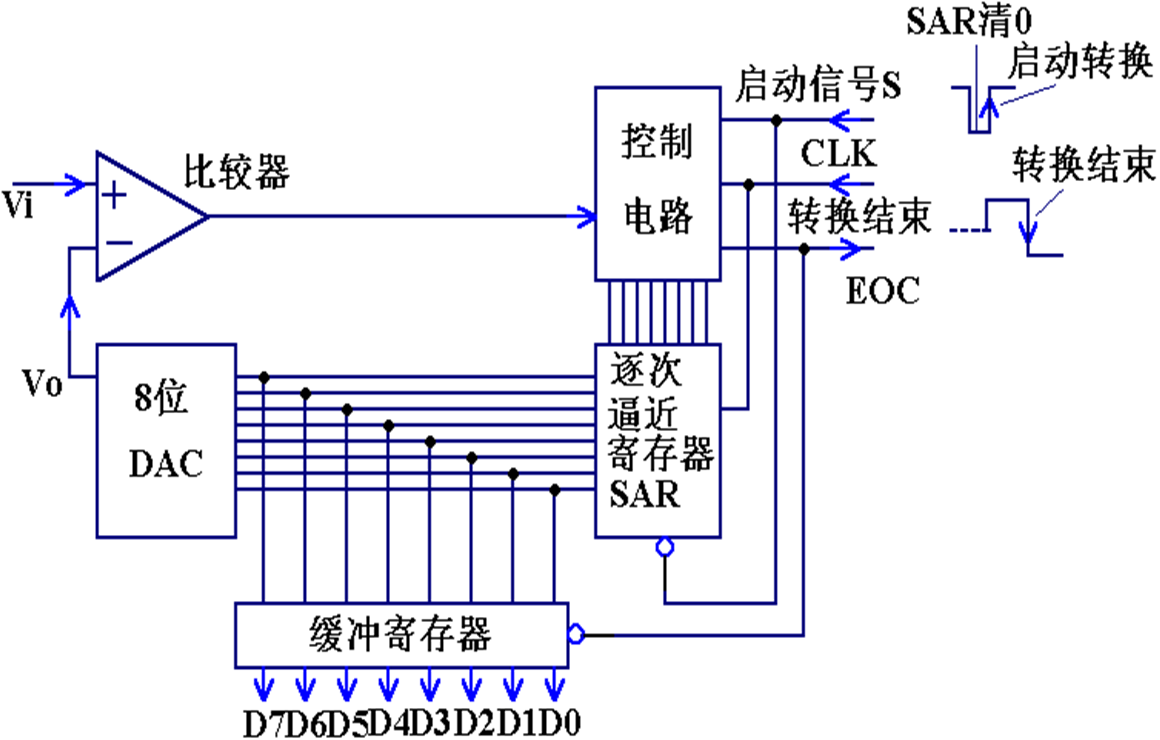 SAR清0
启动转换
启动信号S
控制
电路
CLK
比较器
+
−
Vi
转换结束
转换结束
EOC
Vo
8位
DAC
逐次
逼近
寄存器
SAR
缓冲寄存器
D7D6D5D4D3D2D1D0